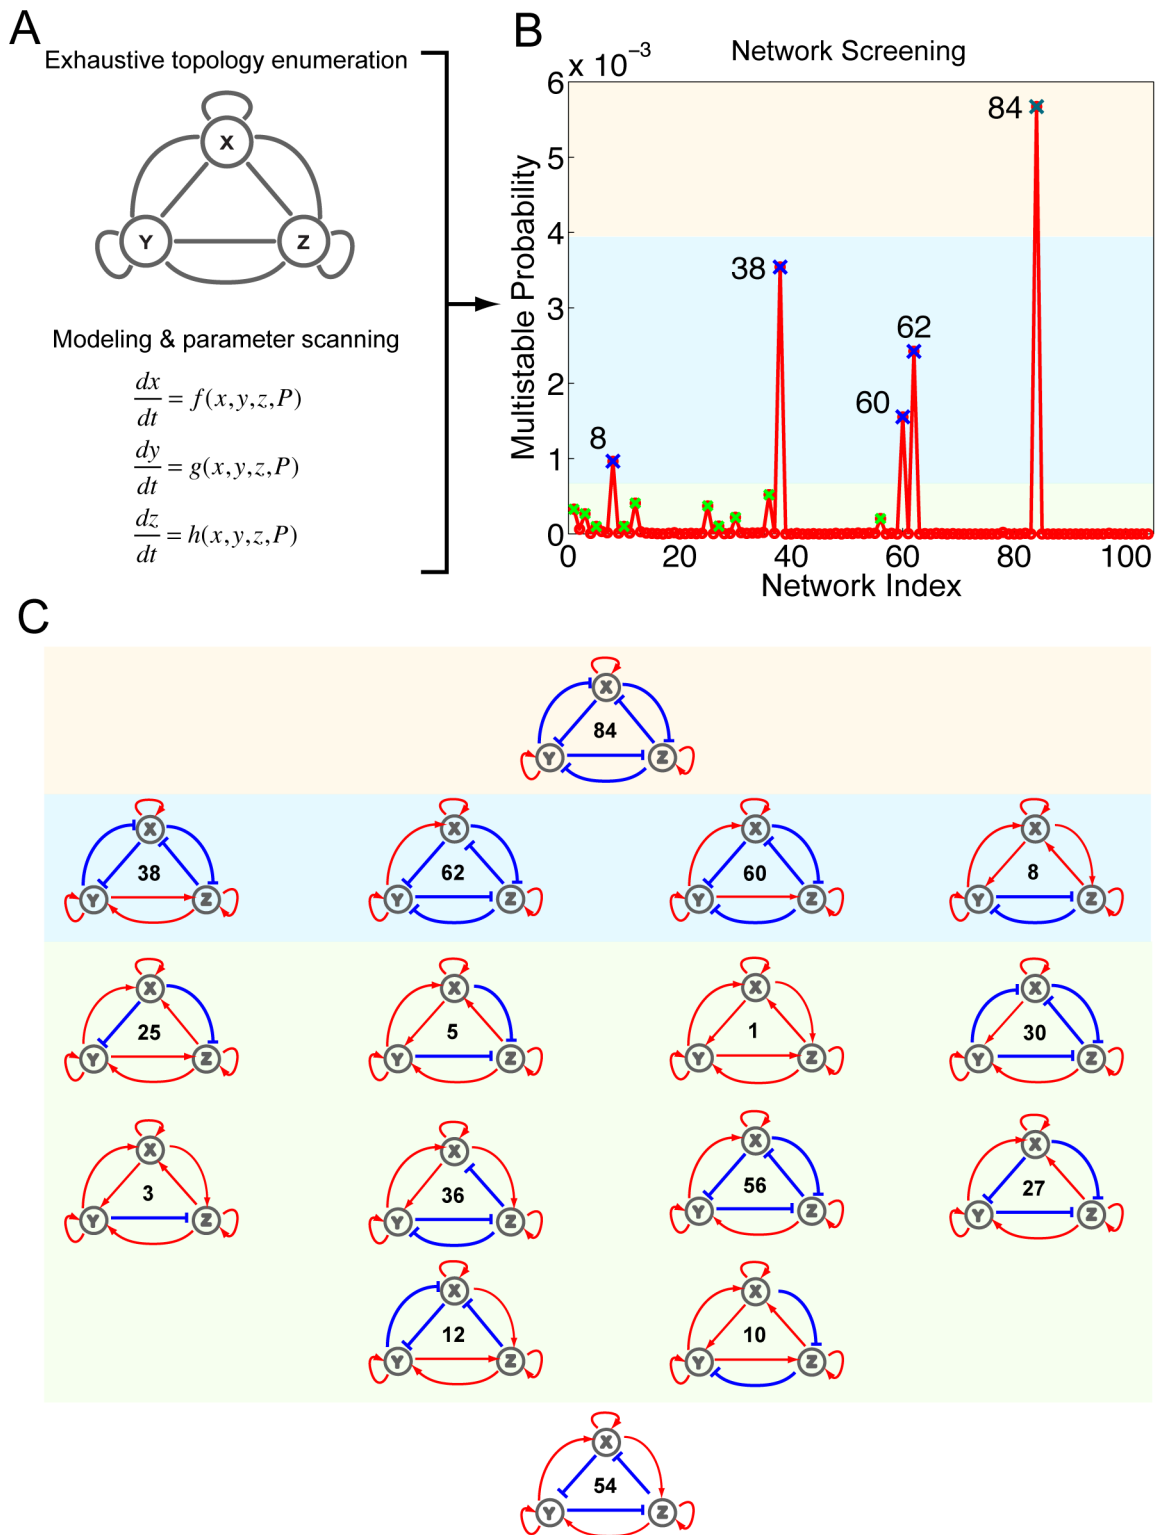 A
Exhaustive topology enumeration
X
Y
Z
Modeling & parameter scanning
dx/dt = f(x,y,z,P)
dy/dt = g(x,y,z,P)
dz/dt = h(x,y,z,P)
B
Network Screening
x 10⁻³
Multistable Probability
6
5
4
3
2
1
0
84
38
62
60
8
0 20 40 60 80 100
Network Index
C
X
84
Y Z
X X X X
38 62 60 8
Y Z Y Z Y Z Y Z
X X X X
25 5 1 30
Y Z Y Z Y Z Y Z
X X X X
3 36 56 27
Y Z Y Z Y Z Y Z
X X
12 10
Y Z Y Z
X
54
Y Z